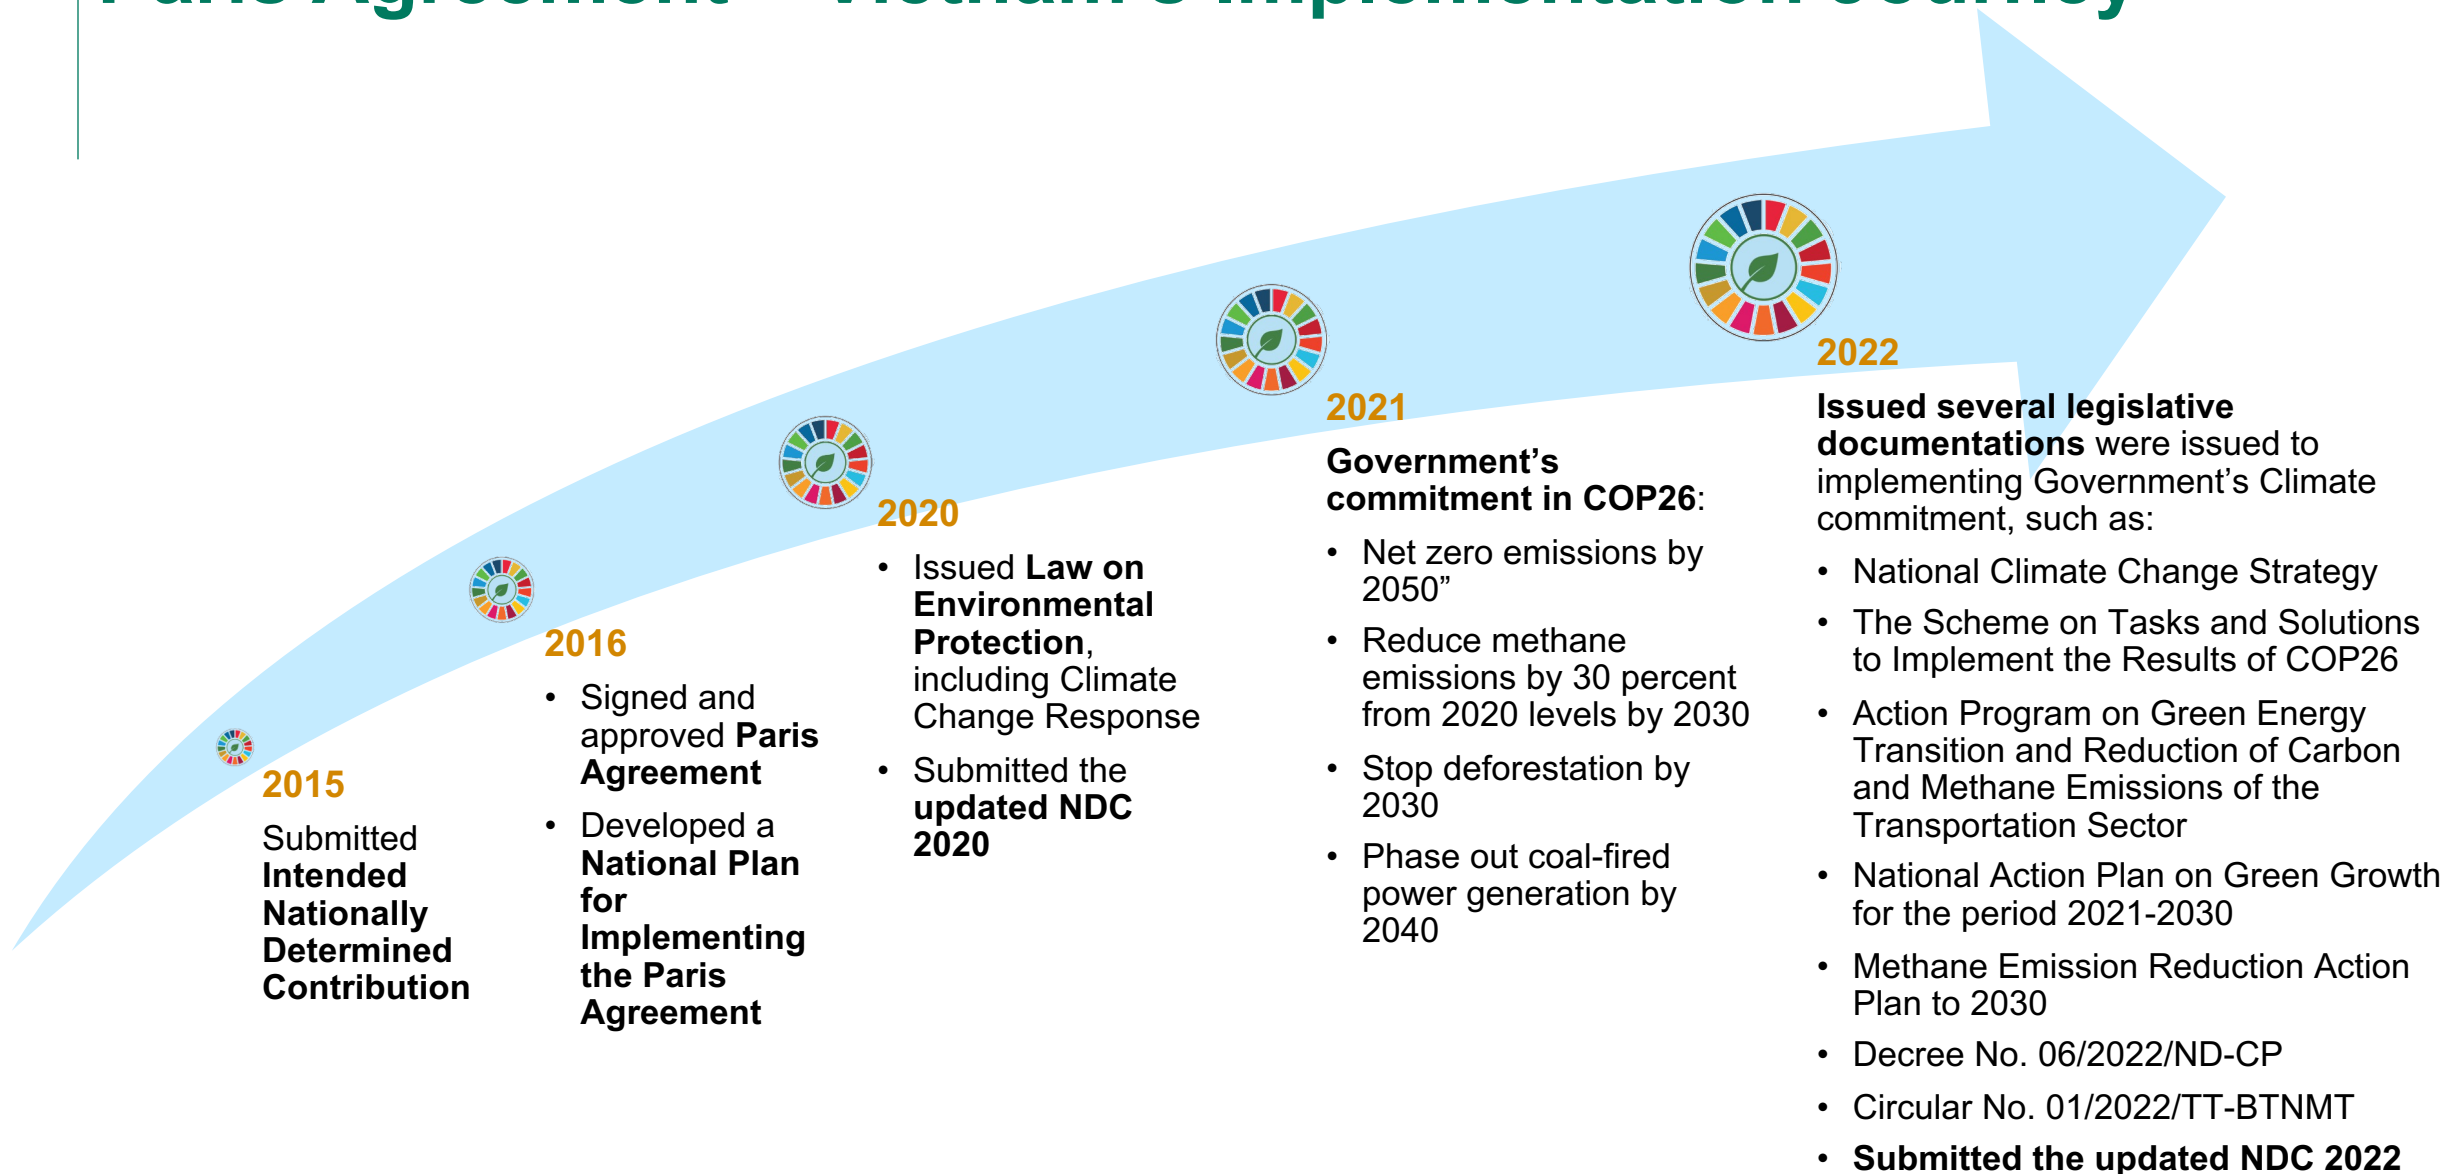 Paris Agreement – Vietnam's Implementation Journey
2015
Submitted
Intended
Nationally
Determined
Contribution
2016
• Signed and
approved Paris
Agreement
• Developed a
National Plan
for
Implementing
the Paris
Agreement
2020
• Issued Law on
Environmental
Protection,
including Climate
Change Response
• Submitted the
updated NDC
2020
2021
Government’s
commitment in COP26:
• Net zero emissions by
2050”
• Reduce methane
emissions by 30 percent
from 2020 levels by 2030
• Stop deforestation by
2030
• Phase out coal-fired
power generation by
2040
2022
Issued several legislative
documentations were issued to
implementing Government’s Climate
commitment, such as:
• National Climate Change Strategy
• The Scheme on Tasks and Solutions
to Implement the Results of COP26
• Action Program on Green Energy
Transition and Reduction of Carbon
and Methane Emissions of the
Transportation Sector
• National Action Plan on Green Growth
for the period 2021-2030
• Methane Emission Reduction Action
Plan to 2030
• Decree No. 06/2022/ND-CP
• Circular No. 01/2022/TT-BTNMT
• Submitted the updated NDC 2022